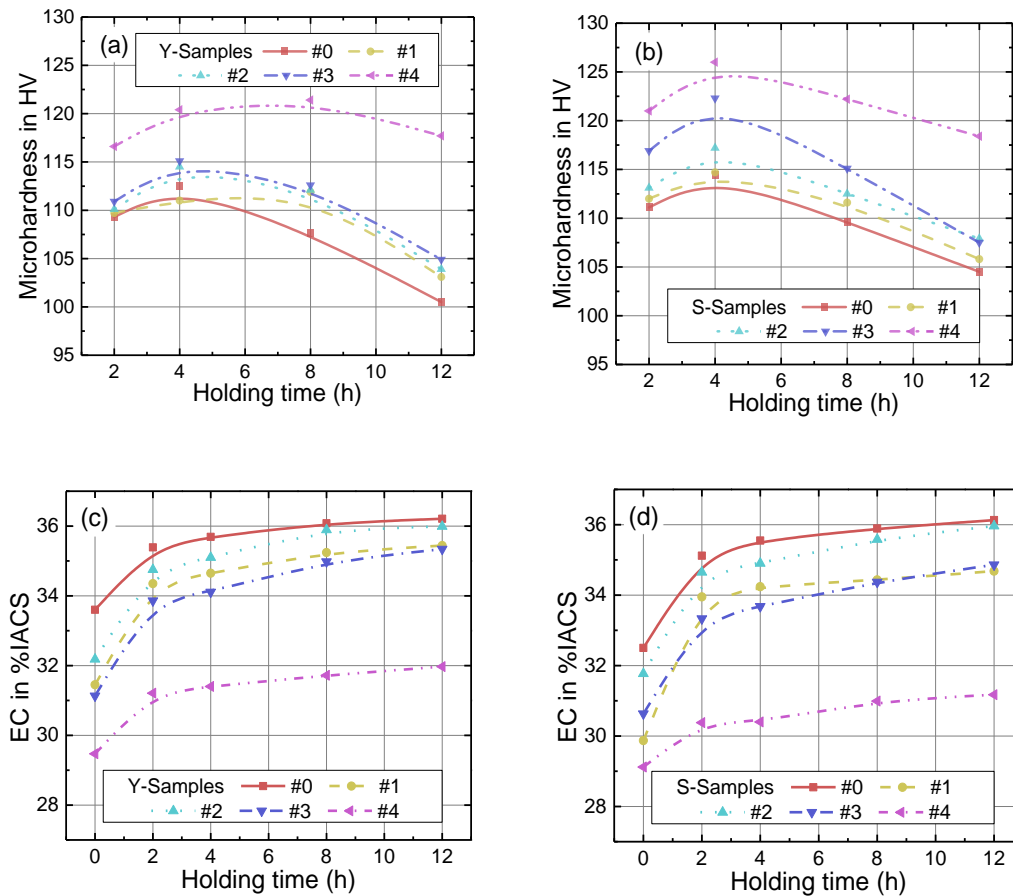 (a)
Y-Samples #0 #1
#2 #3 #4
Microhardness in HV
130
125
120
115
110
105
100
95
2 4 6 8 10 12
Holding time (h)
(b)
S-Samples #0 #1
#2 #3 #4
Microhardness in HV
130
125
120
115
110
105
100
95
2 4 6 8 10 12
Holding time (h)
(c)
Y-Samples #0 #1
#2 #3 #4
EC in %IACS
36
34
32
30
28
0 2 4 6 8 10 12
Holding time (h)
(d)
S-Samples #0 #1
#2 #3 #4
EC in %IACS
36
34
32
30
28
0 2 4 6 8 10 12
Holding time (h)